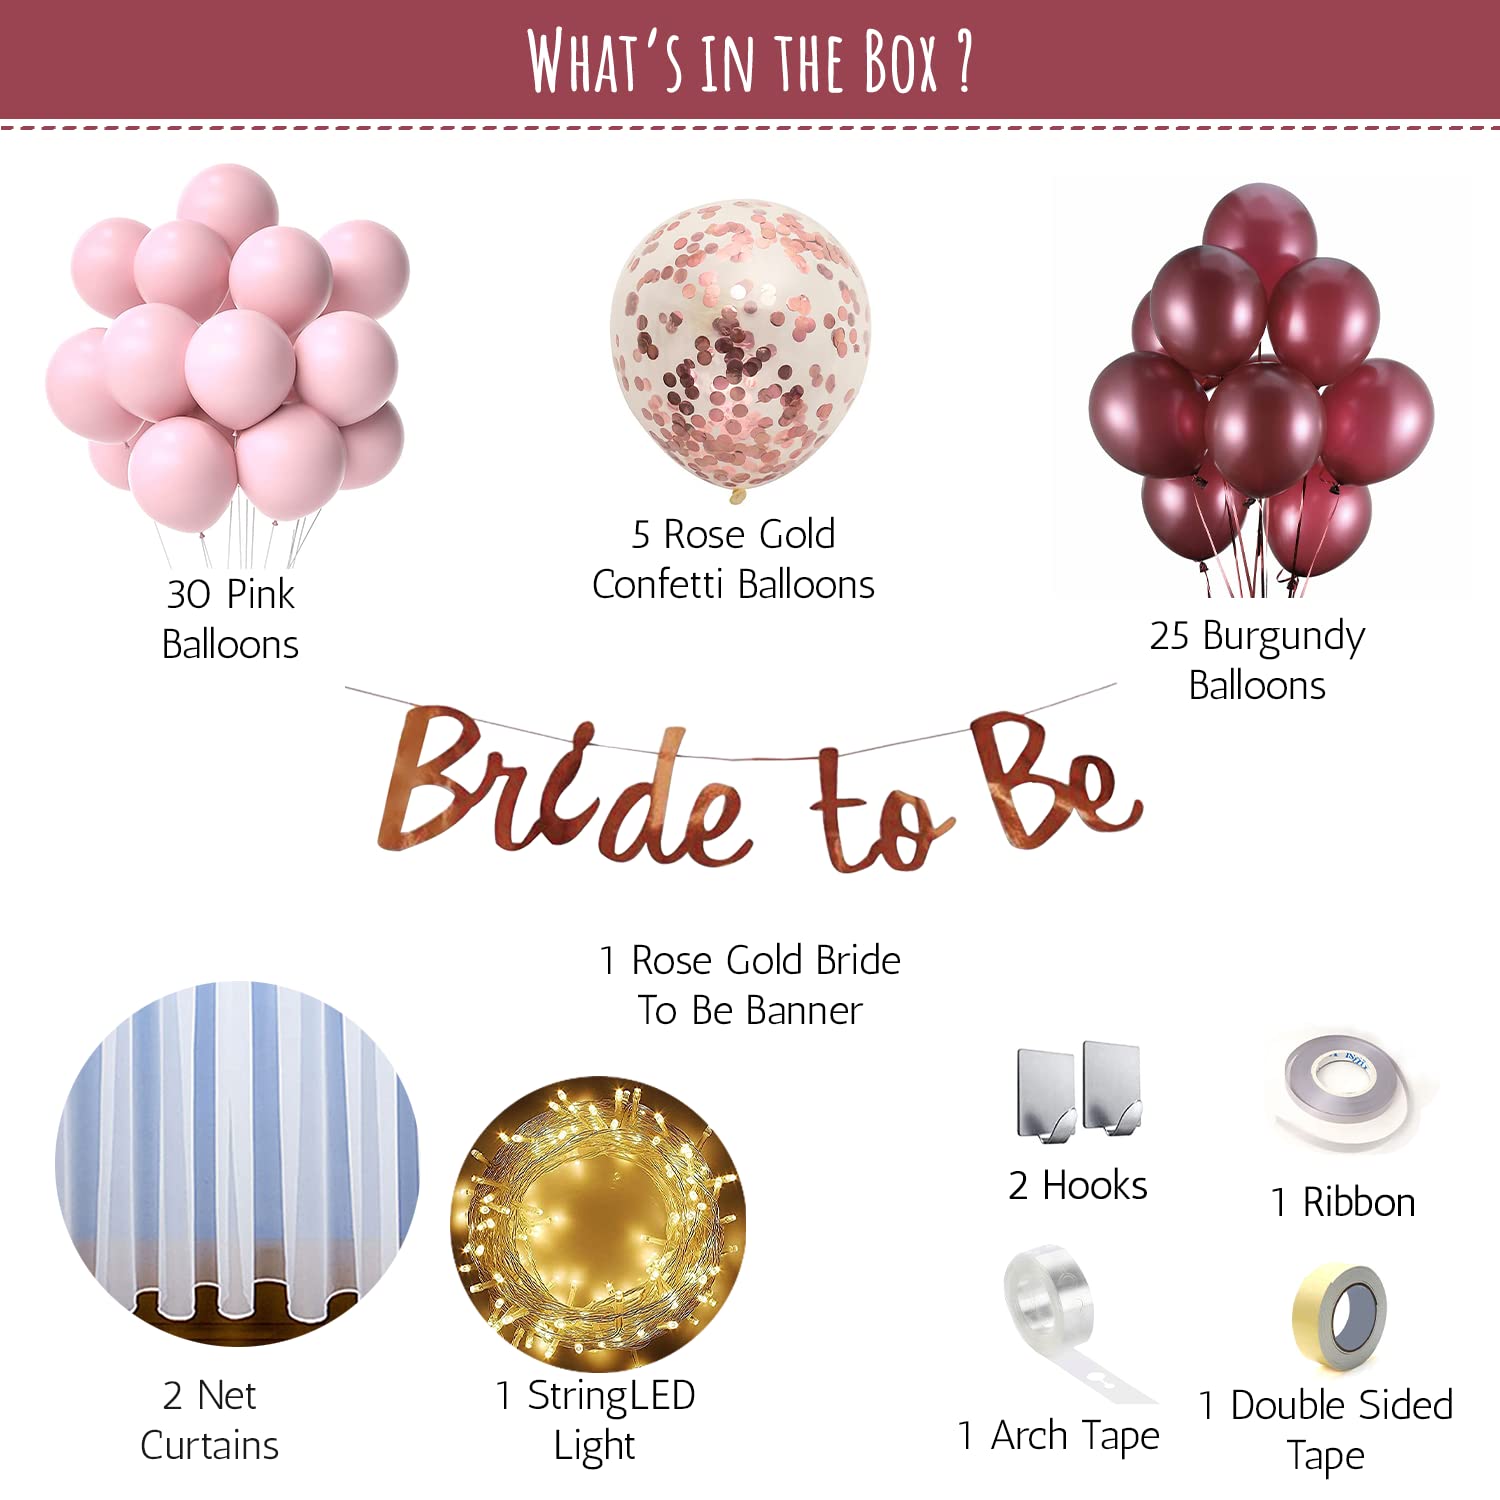 What's in the Box ?
30 Pink
Balloons
5 Rose Gold
Confetti Balloons
25 Burgundy
Balloons
Bride to Be
1 Rose Gold Bride
To Be Banner
2 Net
Curtains
1 StringLED
Light
2 Hooks
1 Ribbon
1 Arch Tape
1 Double Sided
Tape